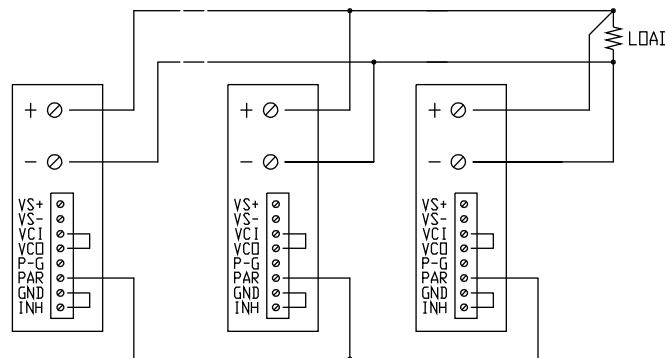 LOAD
+ + +
- - -
VS+ VS+ VS+
VS- VS- VS-
VCI VCI VCI
VCO VCO VCO
P-G P-G P-G
PAR PAR PAR
GND GND GND
INH INH INH